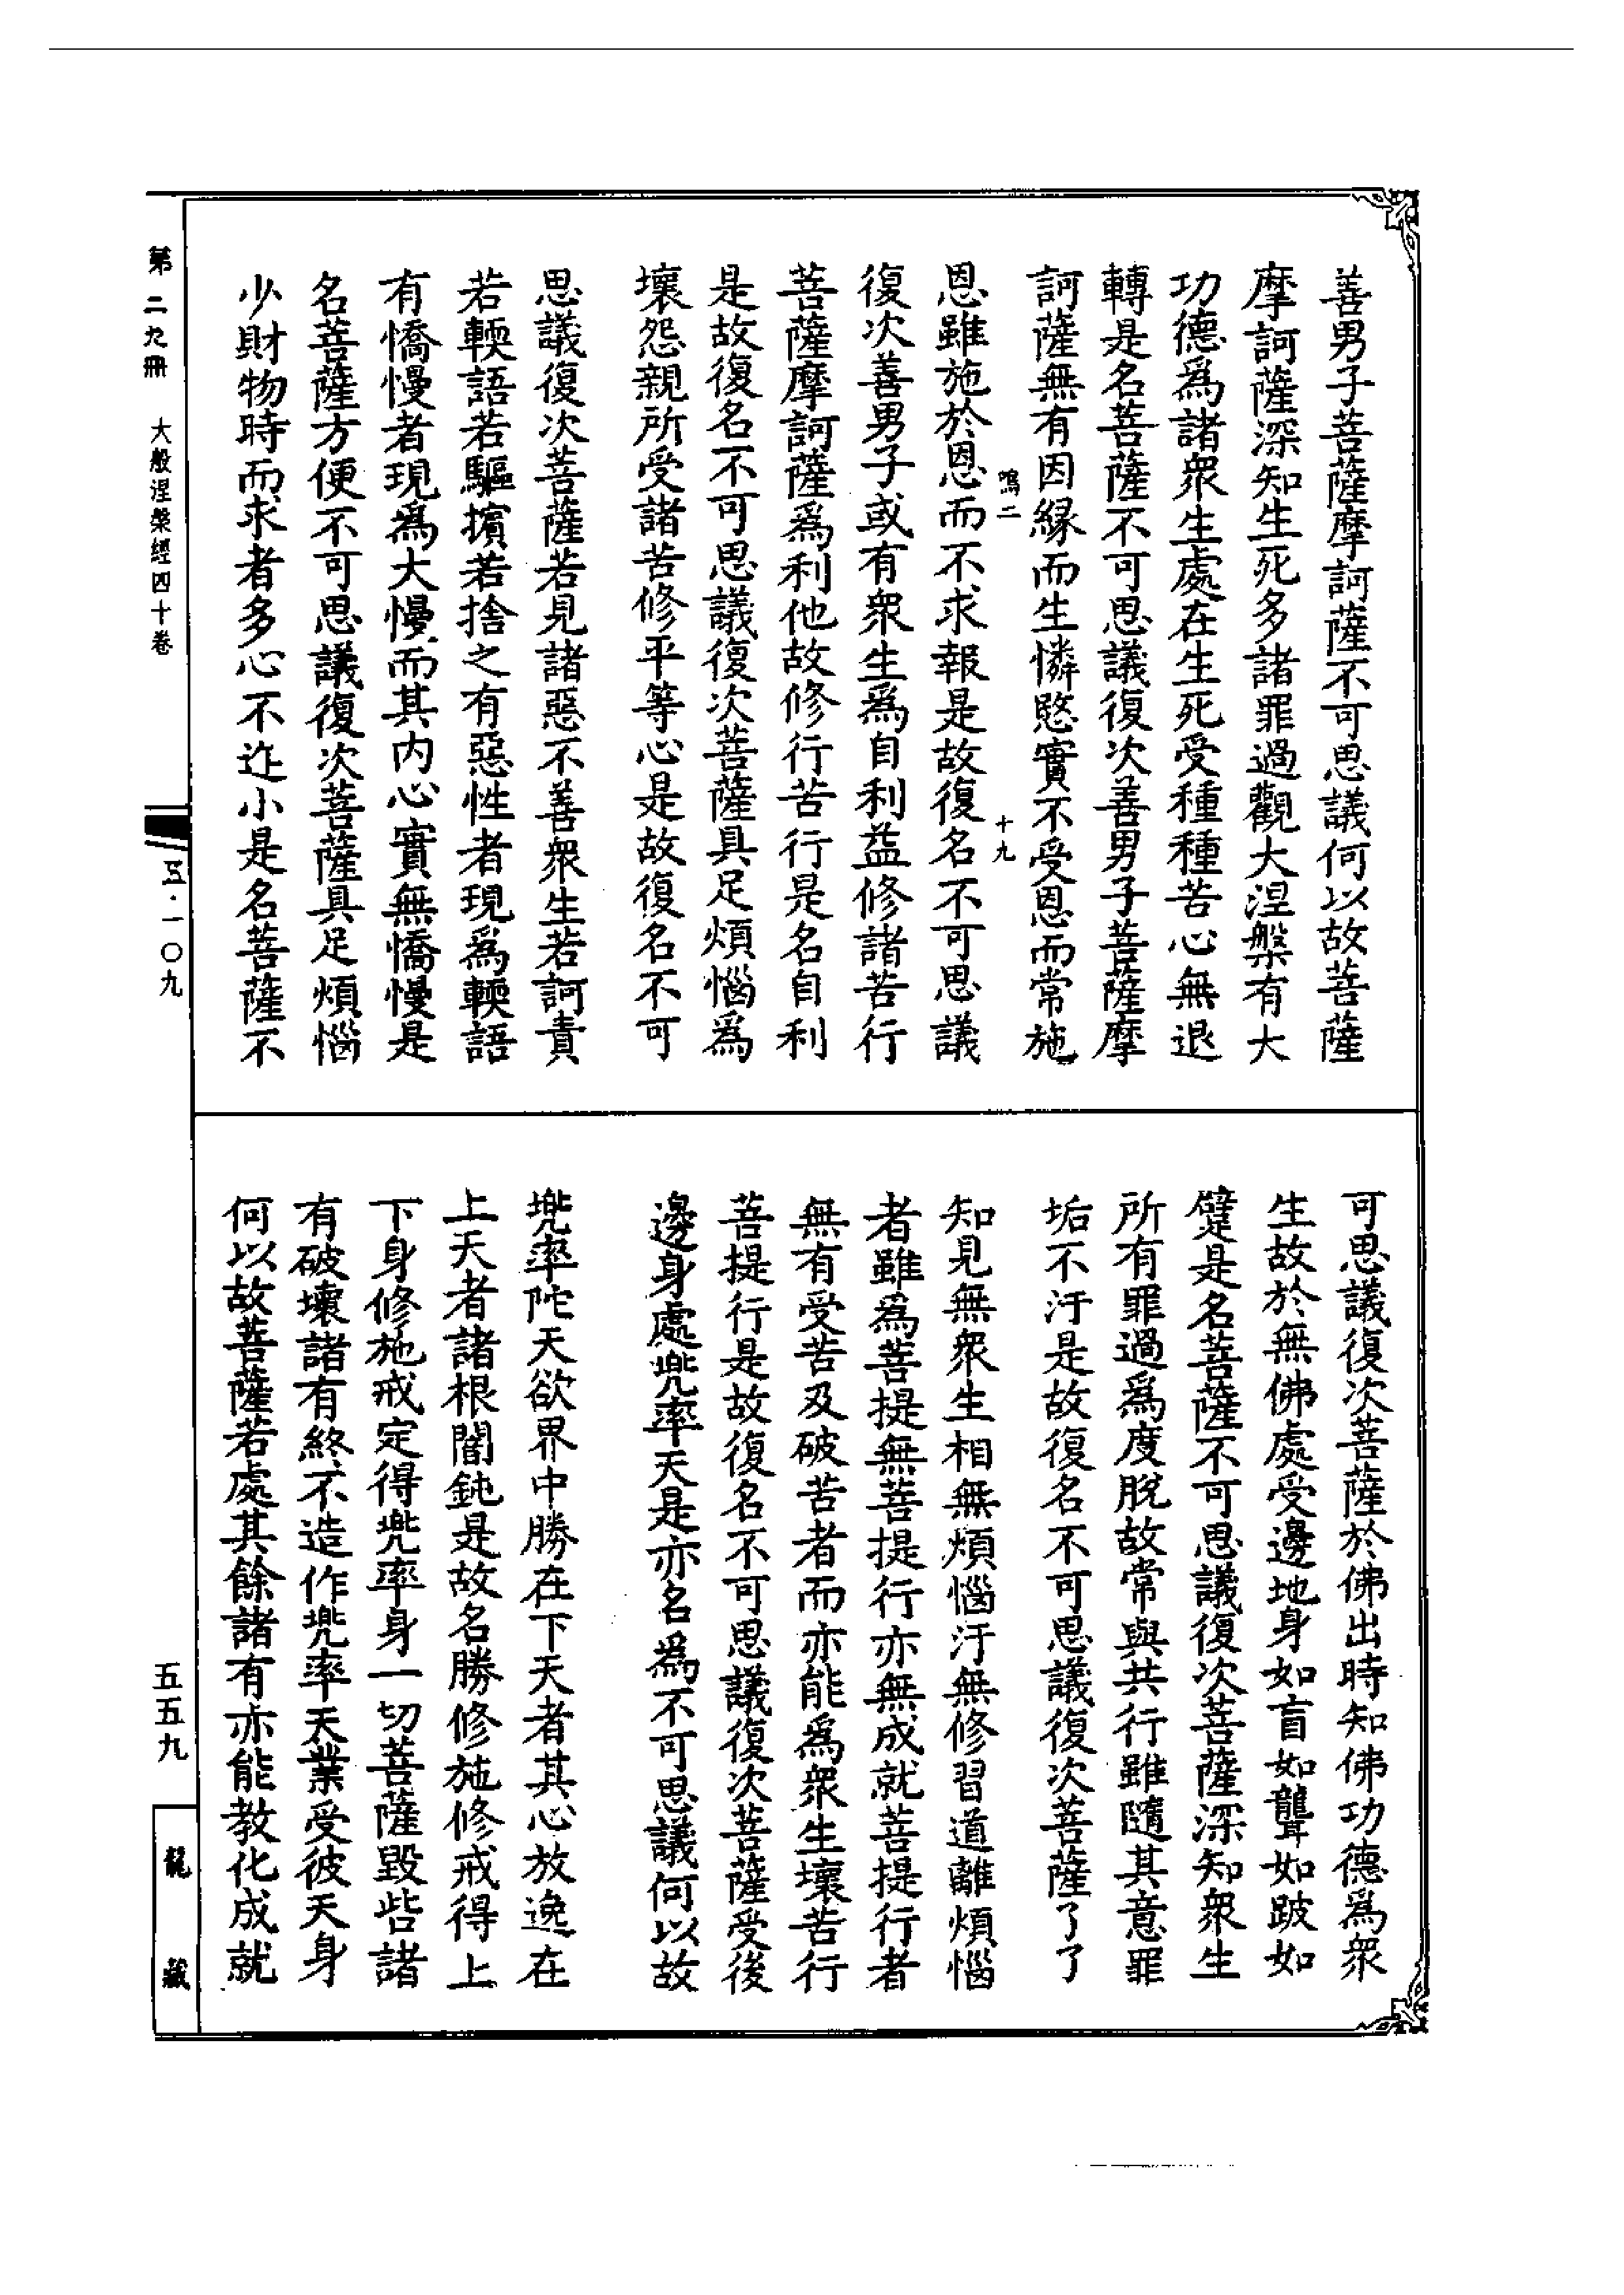 善男子菩薩摩訶薩不可思議何以故菩薩
摩訶薩深知生死多諸罪過觀大涅槃有大
功德爲諸衆生處在生死受種種苦心無退
轉是名菩薩不可思議復次善男子菩薩摩
訶薩無有因緣而生憐愍實不受恩而常施
鳴二 十九
恩雖施於恩而不求報是故復名不可思議
復次善男子或有衆生爲自利益修諸苦行
菩薩摩訶薩爲利他故修行苦行是名自利
是故復名不可思議復次菩薩具足煩惱爲
壞怨親所受諸苦修平等心是故復名不可
思議復次菩薩若見諸惡不善衆生若訶責
若輭語若驅擯若捨之有惡性者現爲輭語
有憍慢者現爲大慢而其内心實無憍慢是
名菩薩方便不可思議復次菩薩具足煩惱
少財物時而求者多心不迮小是名菩薩不
可思議復次菩薩於佛出時知佛功德爲衆
生故於無佛處受邊地身如盲如聾如跛如
躄是名菩薩不可思議復次菩薩深知衆生
所有罪過爲度脫故常與共行雖隨其意罪
垢不汙是故復名不可思議復次菩薩了了
知見無衆生相無煩惱汙無修習道離煩惱
者雖爲菩提無菩提行亦無成就菩提行者
無有受苦及破苦者而亦能爲衆生壞苦行
菩提行是故復名不可思議復次菩薩受後
邊身處兜率天是亦名爲不可思議何以故
兜率陀天欲界中勝在下天者其心放逸在
上天者諸根闇鈍是故名勝修施修戒得上
下身修施戒定得兜率身一切菩薩毀呰諸
有破壞諸有終不造作兜率天業受彼天身
何以故菩薩若處其餘諸有亦能教化成就
第二九冊 大般涅槃經四十卷
五·一〇九
五五九
龍藏